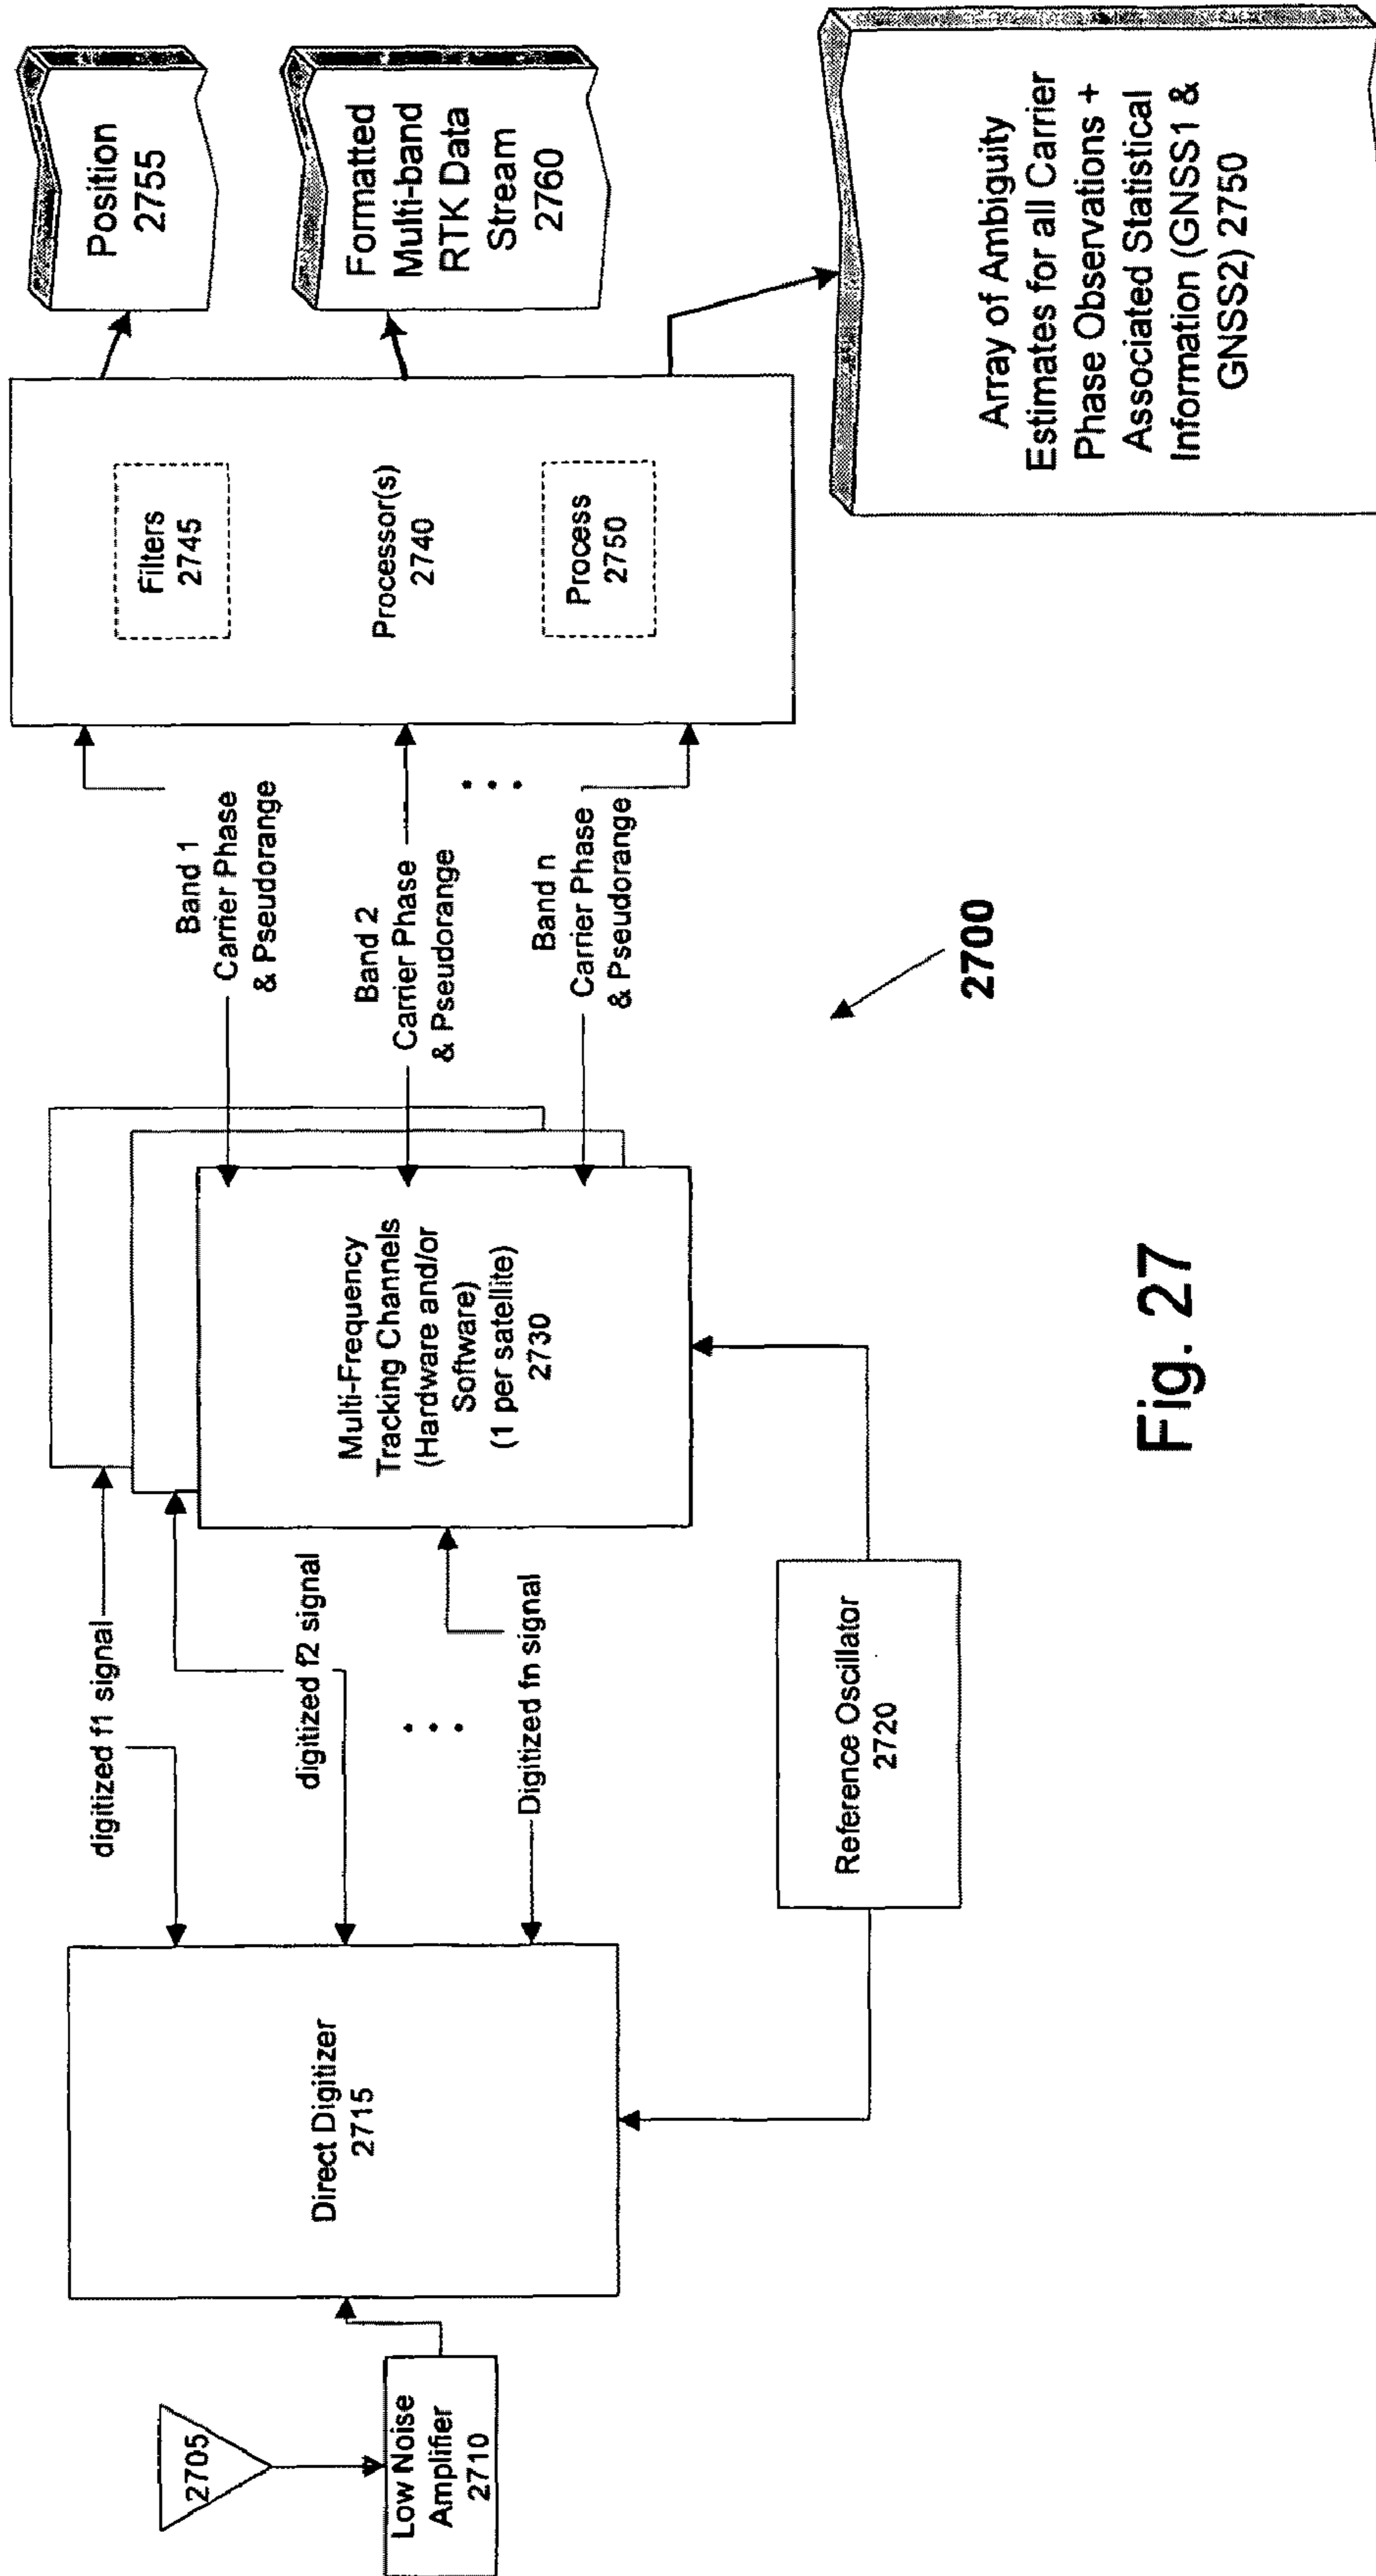 2705
Low Noise
Amplifier
2710
Direct Digitizer
2715
digitized f1 signal
digitized f2 signal
Digitized fn signal
Reference Oscillator
2720
Multi-Frequency
Tracking Channels
(Hardware and/or
Software)
(1 per satellite)
2730
Band 1
Carrier Phase
& Pseudorange
Band 2
Carrier Phase
& Pseudorange
Band n
Carrier Phase
& Pseudorange
Filters
2745
Processor(s)
2740
Process
2750
Position
2755
Formatted
Multi-band
RTK Data
Stream
2760
Array of Ambiguity
Estimates for all Carrier
Phase Observations +
Associated Statistical
Information (GNSS1 &
GNSS2) 2750
2700
Fig. 27